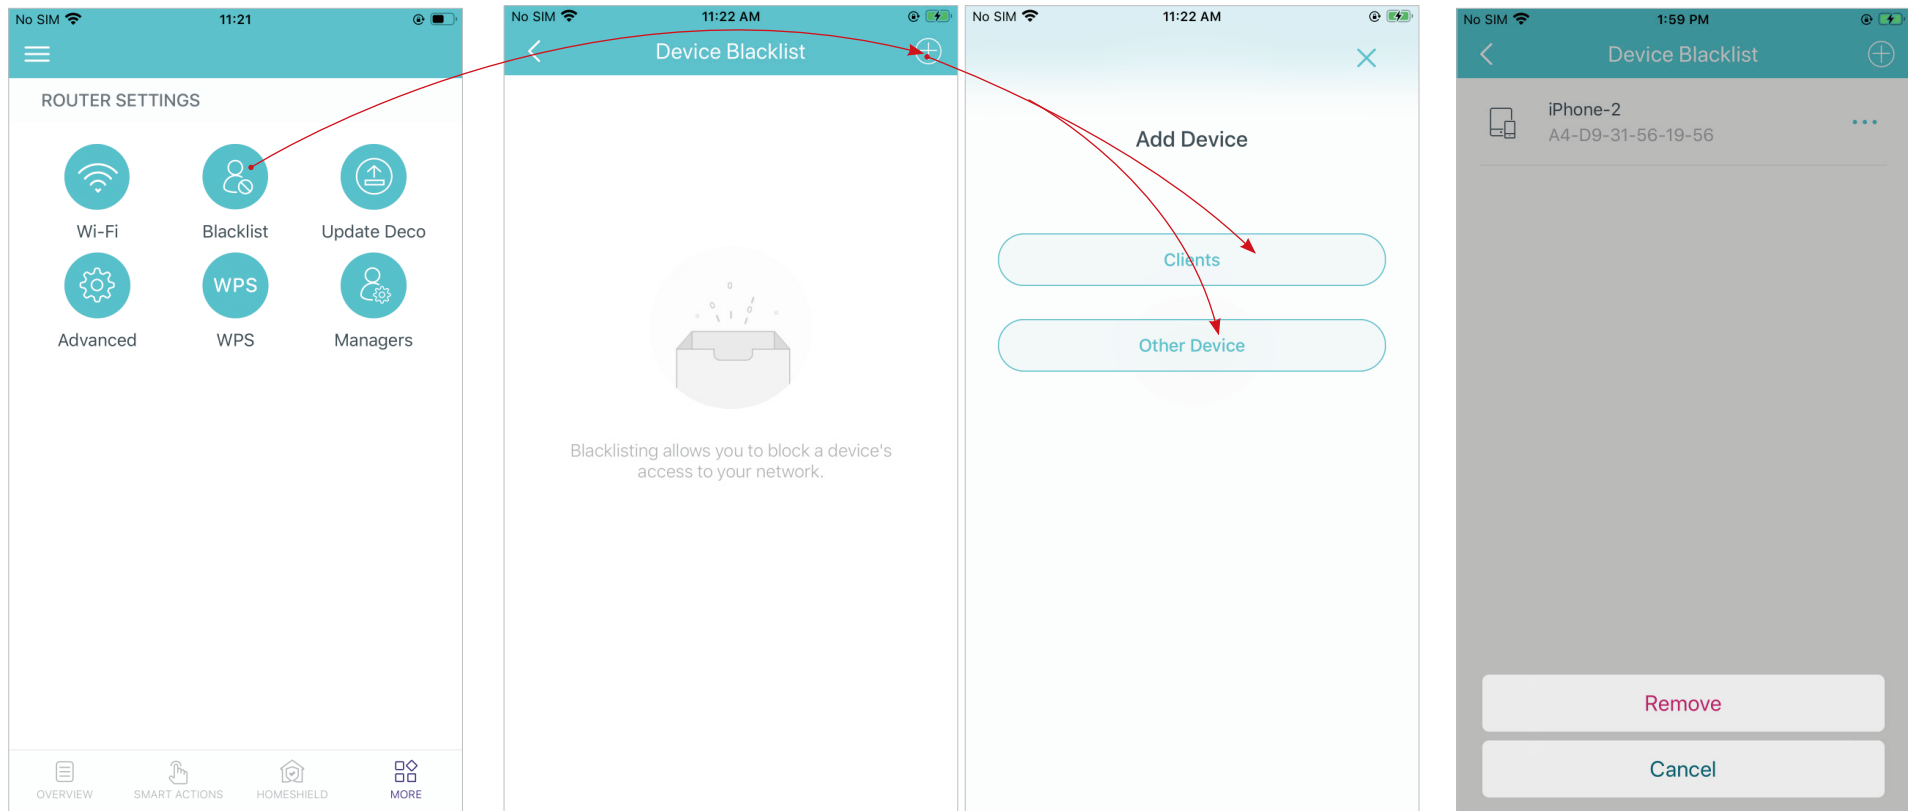 No SIM 11:21
ROUTER SETTINGS
Wi-Fi Blacklist Update Deco
WPS
Advanced WPS Managers
OVERVIEW SMART ACTIONS HOMESHIELD MORE
No SIM 11:22 AM
Device Blacklist
Blacklisting allows you to block a device's
access to your network.
No SIM 11:22 AM
Add Device
Clients
Other Device
No SIM 1:59 PM
Device Blacklist
iPhone-2
A4-D9-31-56-19-56
Remove
Cancel